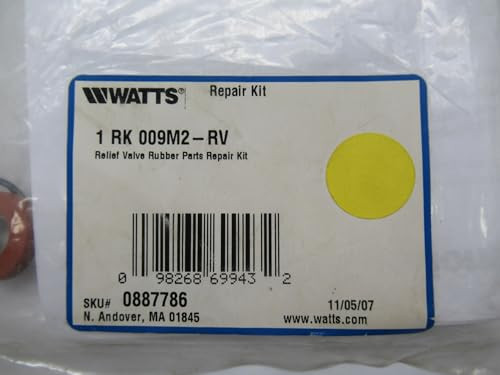 WATTS® Repair Kit
1 RK 009M2-RV
Relief Valve Rubber Parts Repair Kit
0 98268 69943 2
SKU# 0887786 11/05/07
N. Andover, MA 01845 www.watts.com